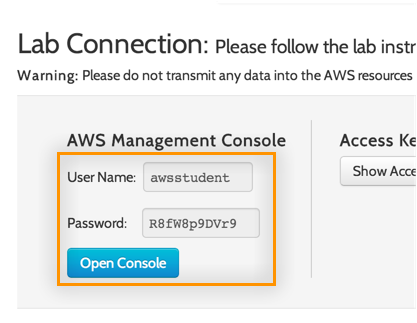 Lab Connection: Please follow the lab instr
Warning: Please do not transmit any data into the AWS resources
AWS Management Console
Access Ke
User Name: awsstudent
Show Acce
Password: R8fW8p9DVr9
Open Console